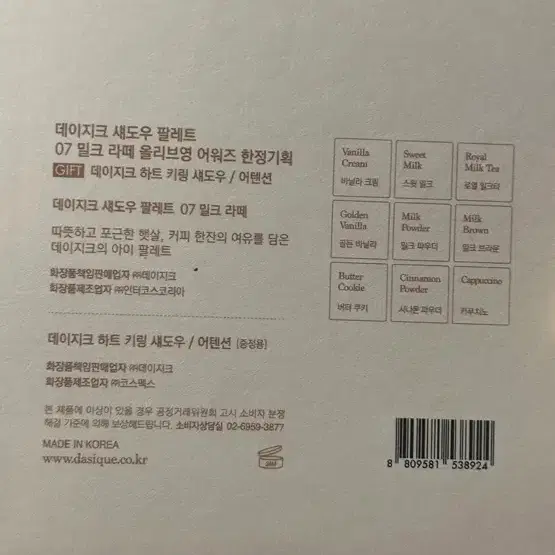 데이지크 섀도우 팔레트
07 밀크 라떼 올리브영 어워즈 한정기획
GIFT 데이지크 하트 키링 섀도우 / 어텐션
데이지크 섀도우 팔레트 07 밀크 라떼
따뜻하고 포근한 햇살, 커피 한잔의 여유를 담은
데이지크의 아이 팔레트
화장품책임판매업자 ㈜데이지크
화장품제조업자 ㈜인터코스코리아
데이지크 하트 키링 섀도우 / 어텐션 (증정용)
화장품책임판매업자 ㈜데이지크
화장품제조업자 ㈜코스멕스
본 제품에 이상이 있을 경우 공정거래위원회 고시 소비자 분쟁
해결 기준에 의해 보상해드립니다. 소비자상담실 02-6959-3877
MADE IN KOREA
www.dasique.co.kr
Vanilla
Cream
바닐라 크림
Sweet
Milk
스윗 밀크
Royal
Milk Tea
로열 밀크티
Golden
Vanilla
골든 바닐라
Milk
Powder
밀크 파우더
Milk
Brown
밀크 브라운
Butter
Cookie
버터 쿠키
Cinnamon
Powder
시나몬 파우더
Cappuccino
카푸치노
8 809581 538924